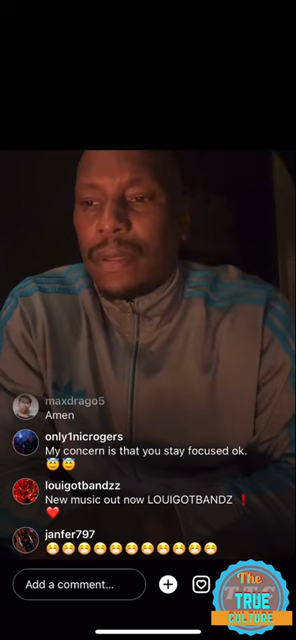 maxdrago5
Amen
only1nicrogers
My concern is that you stay focused ok.
😇😇
louigotbandzz
New music out now LOUIGOTBANDZ ❗
❤️
janfer797
😂😂😂😂😂😂😂😂😂😂😂
Add a comment...
The
TRUE
CULTURE